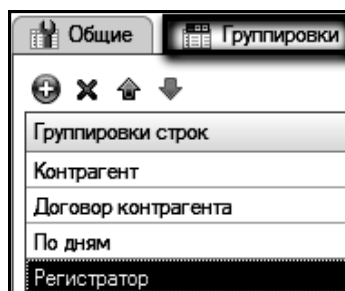 Общие
Группировки
Группировки строк
Контрагент
Договор контрагента
По дням
Регистратор